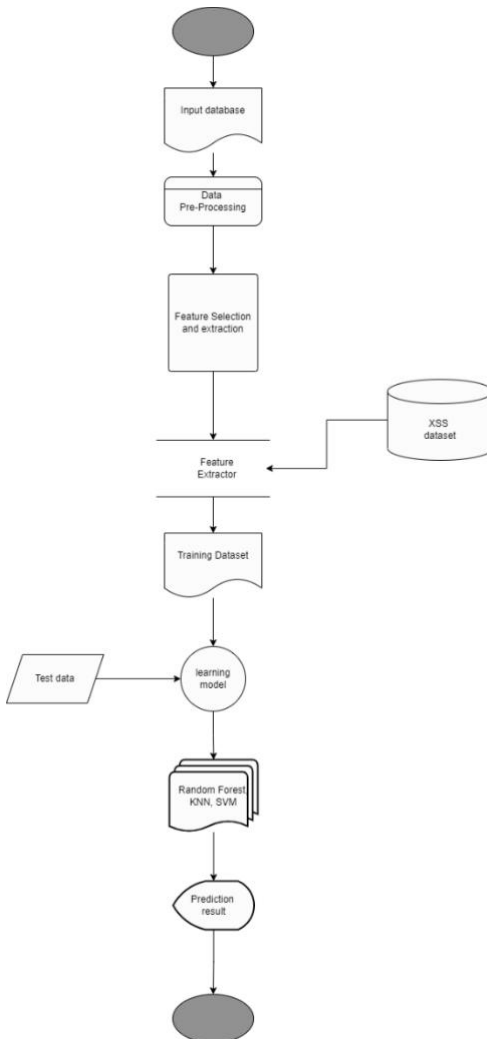 Input database
Data
Pre-Processing
Feature Selection
and extraction
XSS
dataset
Feature
Extractor
Training Dataset
Test data
learning
model
Random Forest,
KNN, SVM
Prediction
result